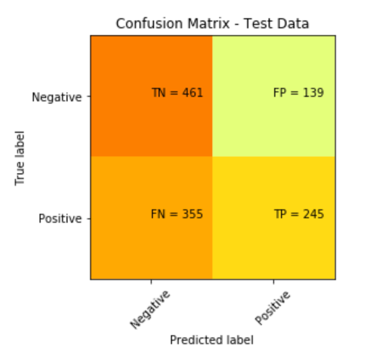 Confusion Matrix - Test Data
True label
Negative
TN = 461
FP = 139
Positive
FN = 355
TP = 245
Negative
Positive
Predicted label